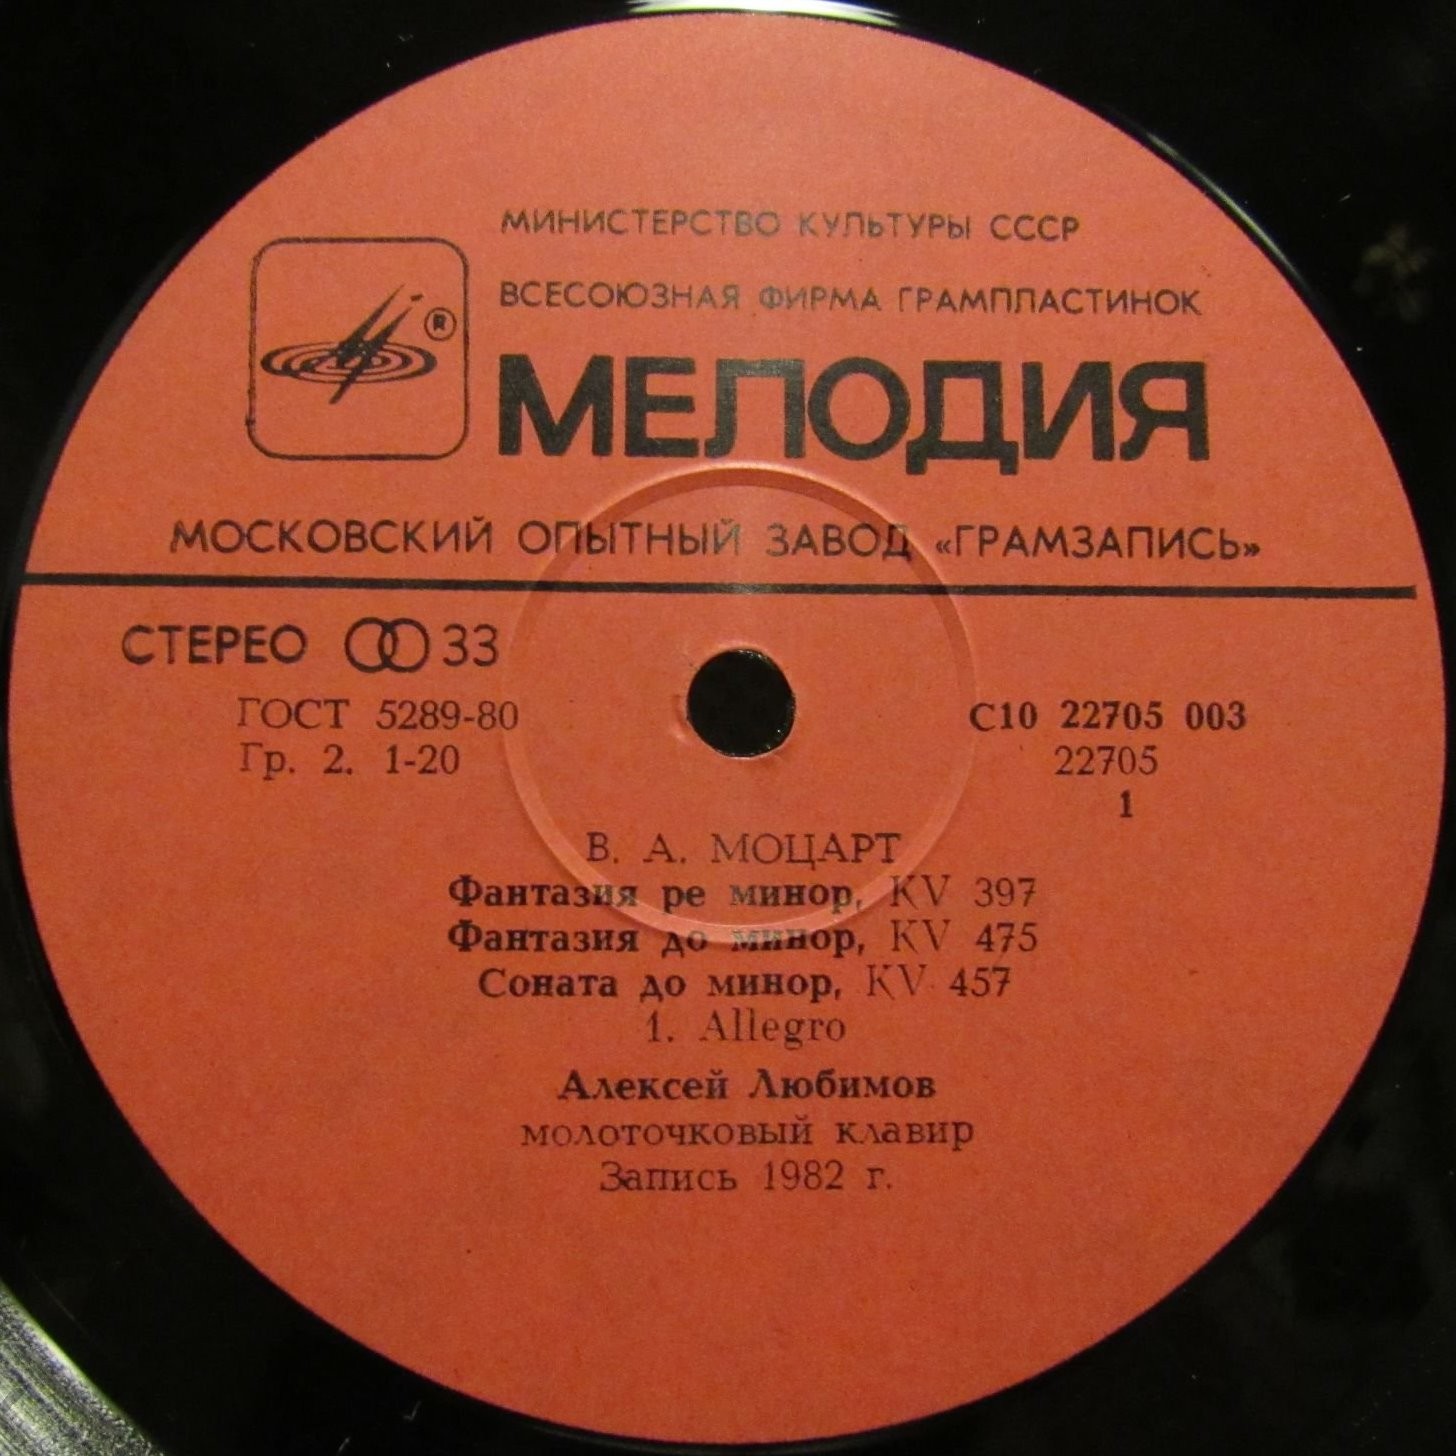 МИНИСТЕРСТВО КУЛЬТУРЫ СССР
ВСЕСОЮЗНАЯ ФИРМА ГРАМПЛАСТИНОК
®
МЕЛОДИЯ
МОСКОВСКИЙ ОПЫТНЫЙ ЗАВОД «ГРАМЗАПИСЬ»
СТЕРЕО 33
ГОСТ 5289-80 С10 22705 003
Гр. 2. 1-20 22705
1
В. А. МОЦАРТ
Фантазия ре минор, KV 397
Фантазия до минор, KV 475
Соната до минор, KV 457
1. Allegro
Алексей Любимов
молоточковый клавир
Запись 1982 г.